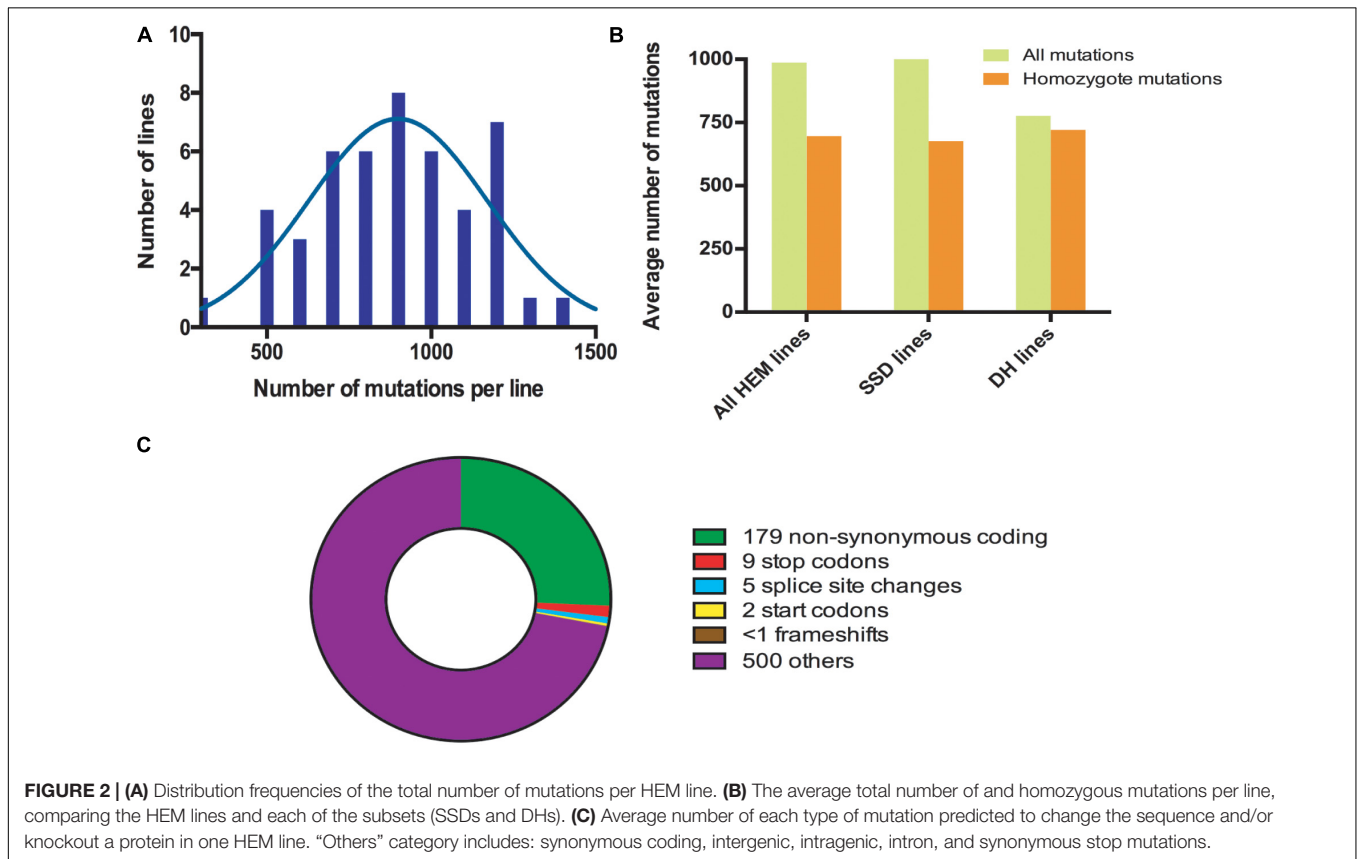 A
Number of lines
10
8
6
4
2
0
500
1000
1500
Number of mutations per line
B
Average number of mutations
1000
750
500
250
0
All mutations
Homozygote mutations
All HEM lines
SSD lines
DH lines
C
179 non-synonymous coding
9 stop codons
5 splice site changes
2 start codons
<1 frameshifts
500 others
FIGURE 2 | (A) Distribution frequencies of the total number of mutations per HEM line. (B) The average total number of and homozygous mutations per line,
comparing the HEM lines and each of the subsets (SSDs and DHs). (C) Average number of each type of mutation predicted to change the sequence and/or
knockout a protein in one HEM line. “Others” category includes: synonymous coding, intergenic, intragenic, intron, and synonymous stop mutations.